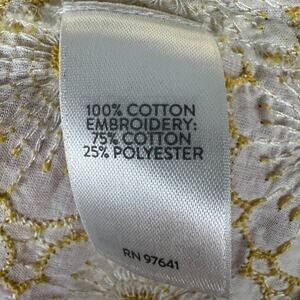 100% COTTON
EMBROIDERY:
75% COTTON
25% POLYESTER
RN 97641